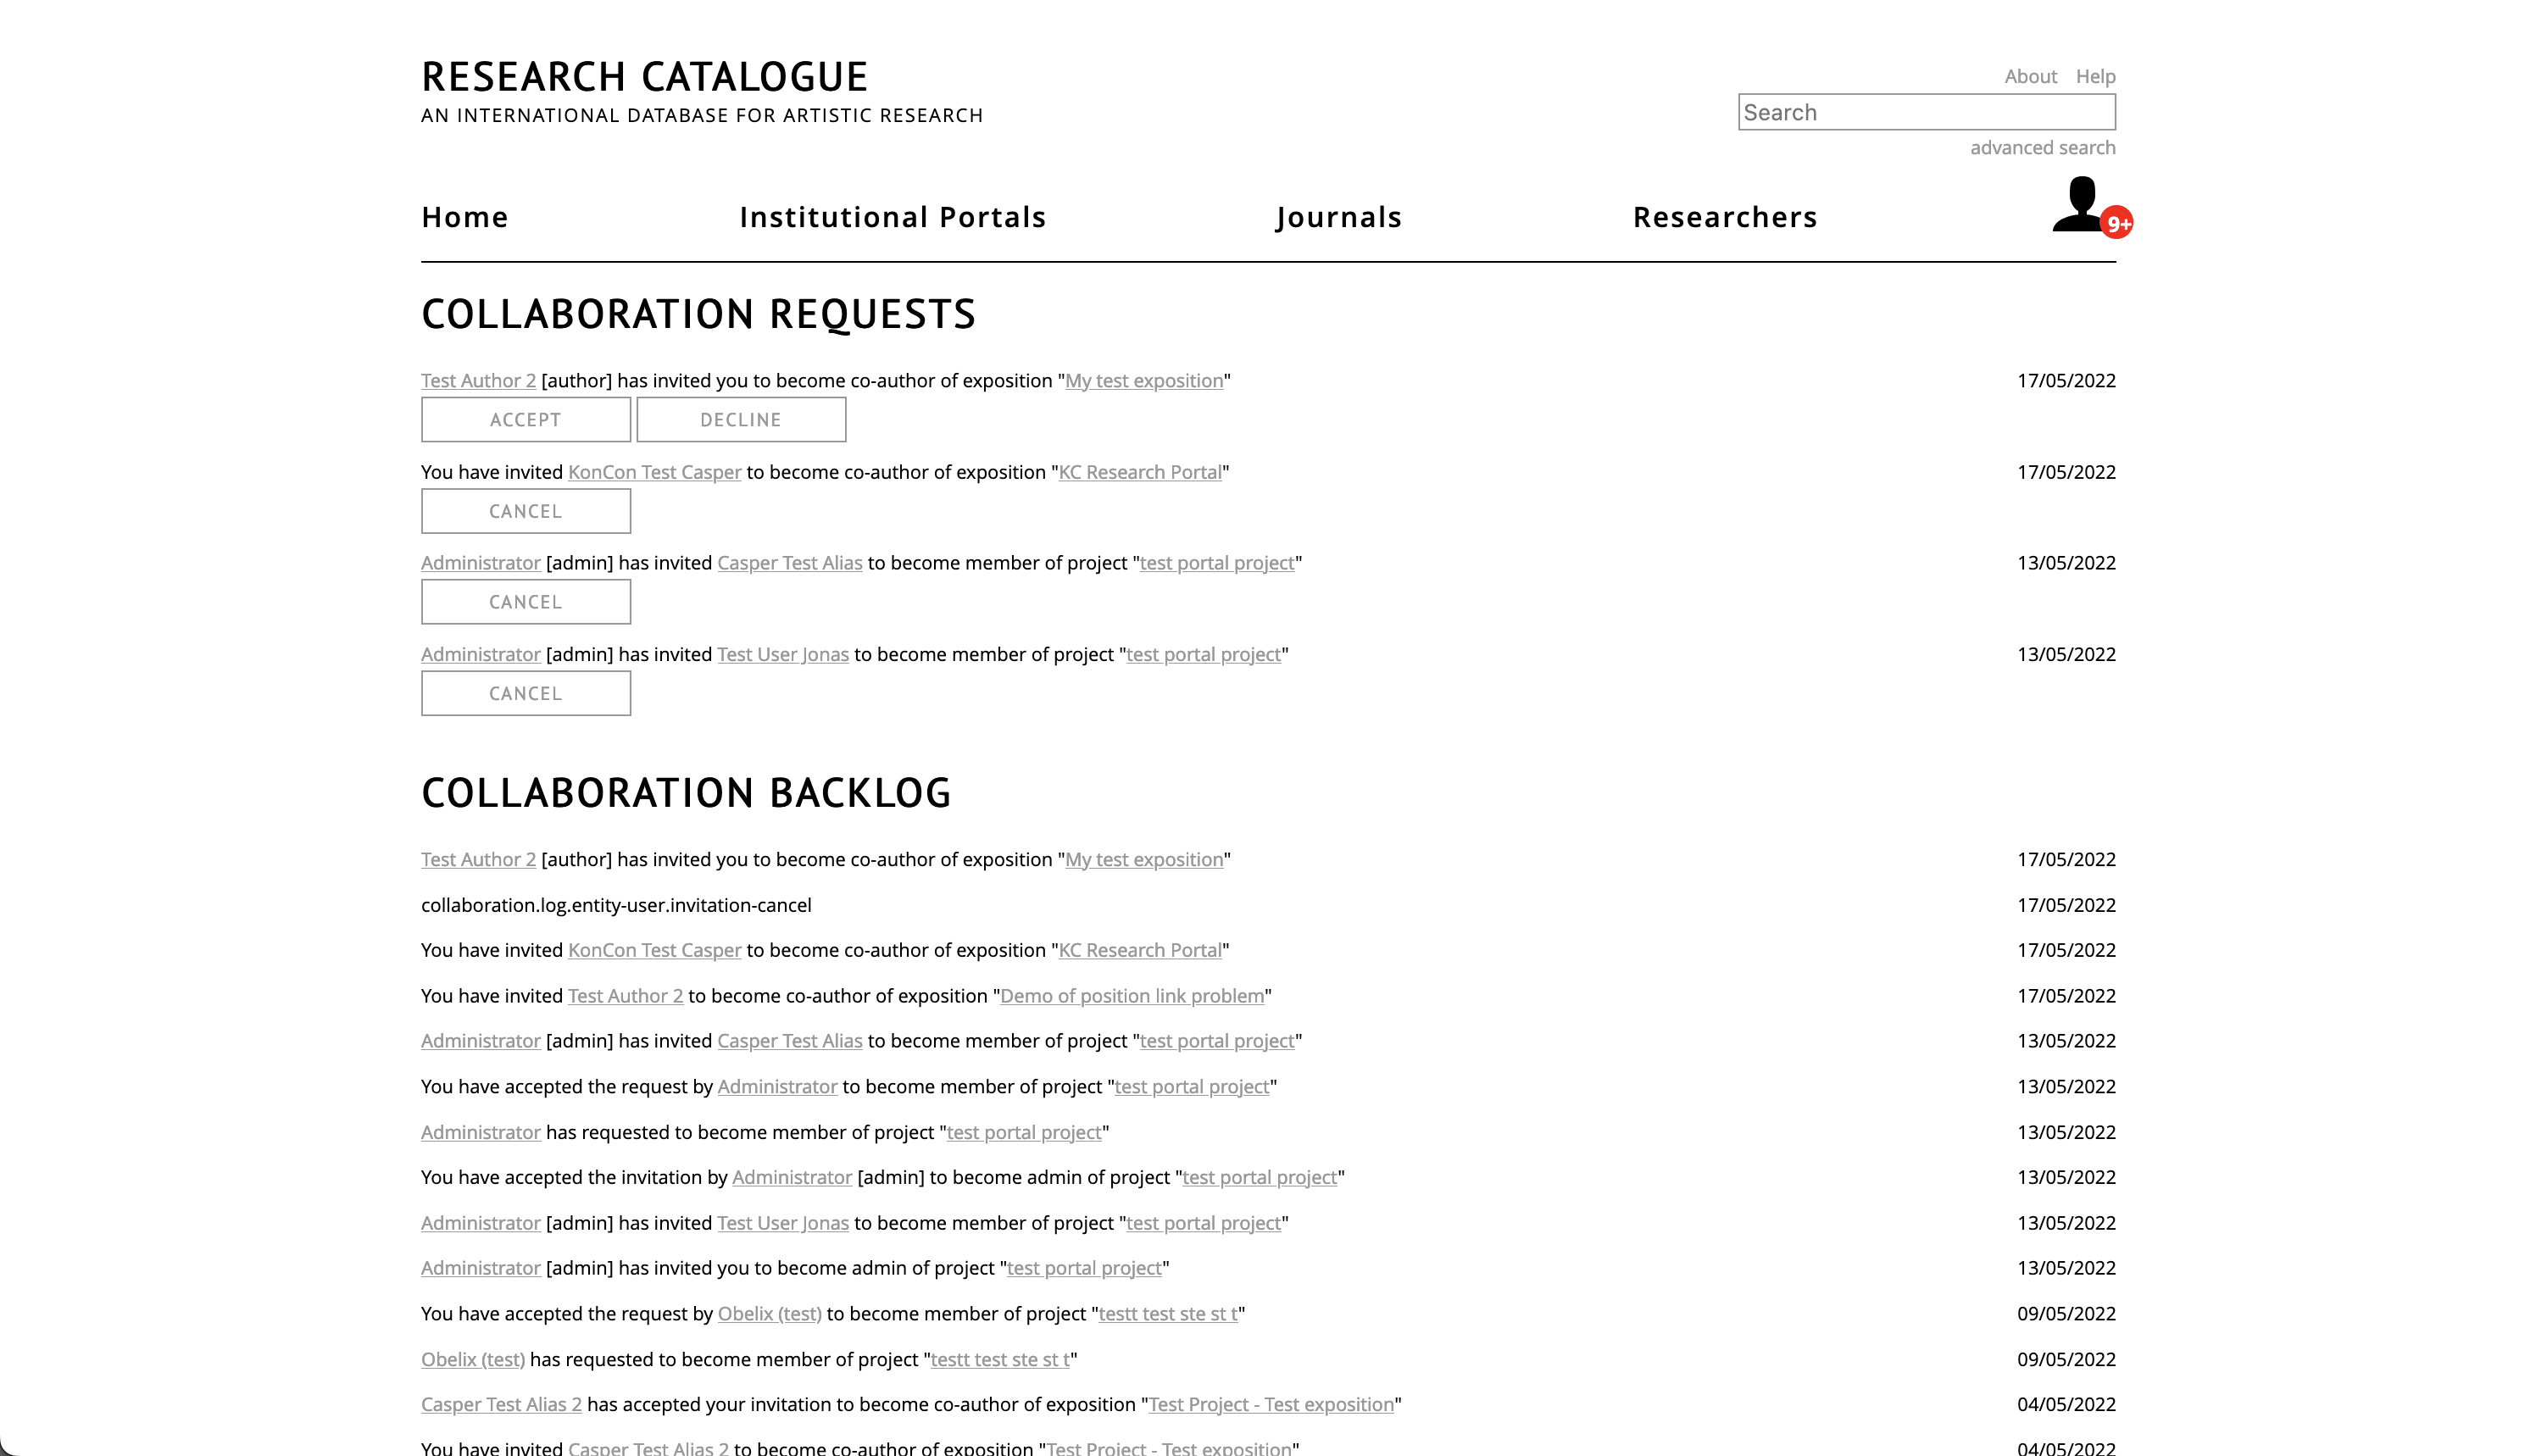 RESEARCH CATALOGUE
AN INTERNATIONAL DATABASE FOR ARTISTIC RESEARCH
About Help
Search
advanced search
Home Institutional Portals Journals Researchers 9+
COLLABORATION REQUESTS
Test Author 2 [author] has invited you to become co-author of exposition "My test exposition" 17/05/2022
ACCEPT DECLINE
You have invited KonCon Test Casper to become co-author of exposition "KC Research Portal" 17/05/2022
CANCEL
Administrator [admin] has invited Casper Test Alias to become member of project "test portal project" 13/05/2022
CANCEL
Administrator [admin] has invited Test User Jonas to become member of project "test portal project" 13/05/2022
CANCEL
COLLABORATION BACKLOG
Test Author 2 [author] has invited you to become co-author of exposition "My test exposition" 17/05/2022
collaboration.log.entity-user.invitation-cancel 17/05/2022
You have invited KonCon Test Casper to become co-author of exposition "KC Research Portal" 17/05/2022
You have invited Test Author 2 to become co-author of exposition "Demo of position link problem" 17/05/2022
Administrator [admin] has invited Casper Test Alias to become member of project "test portal project" 13/05/2022
You have accepted the request by Administrator to become member of project "test portal project" 13/05/2022
Administrator has requested to become member of project "test portal project" 13/05/2022
You have accepted the invitation by Administrator [admin] to become admin of project "test portal project" 13/05/2022
Administrator [admin] has invited Test User Jonas to become member of project "test portal project" 13/05/2022
Administrator [admin] has invited you to become admin of project "test portal project" 13/05/2022
You have accepted the request by Obelix (test) to become member of project "testt test ste st t" 09/05/2022
Obelix (test) has requested to become member of project "testt test ste st t" 09/05/2022
Casper Test Alias 2 has accepted your invitation to become co-author of exposition "Test Project - Test exposition" 04/05/2022
You have invited Casper Test Alias 2 to become co-author of exposition "Test Project - Test exposition" 04/05/2022